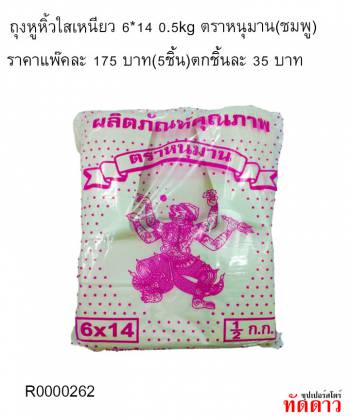 ถุงหูหิ้วใสเหนียว 6*14 0.5kg ตราหนุมาน(ชมพู)
ราคาแพ๊คละ 175 บาท(5ชิ้น)ตกชิ้นละ 35 บาท
ผลิตภัณฑ์คุณภาพ
ตราหนุมาน
6x14
1/2 ก.ก.
R0000262
ซุปเปอร์สโตร์
ทัดดาว